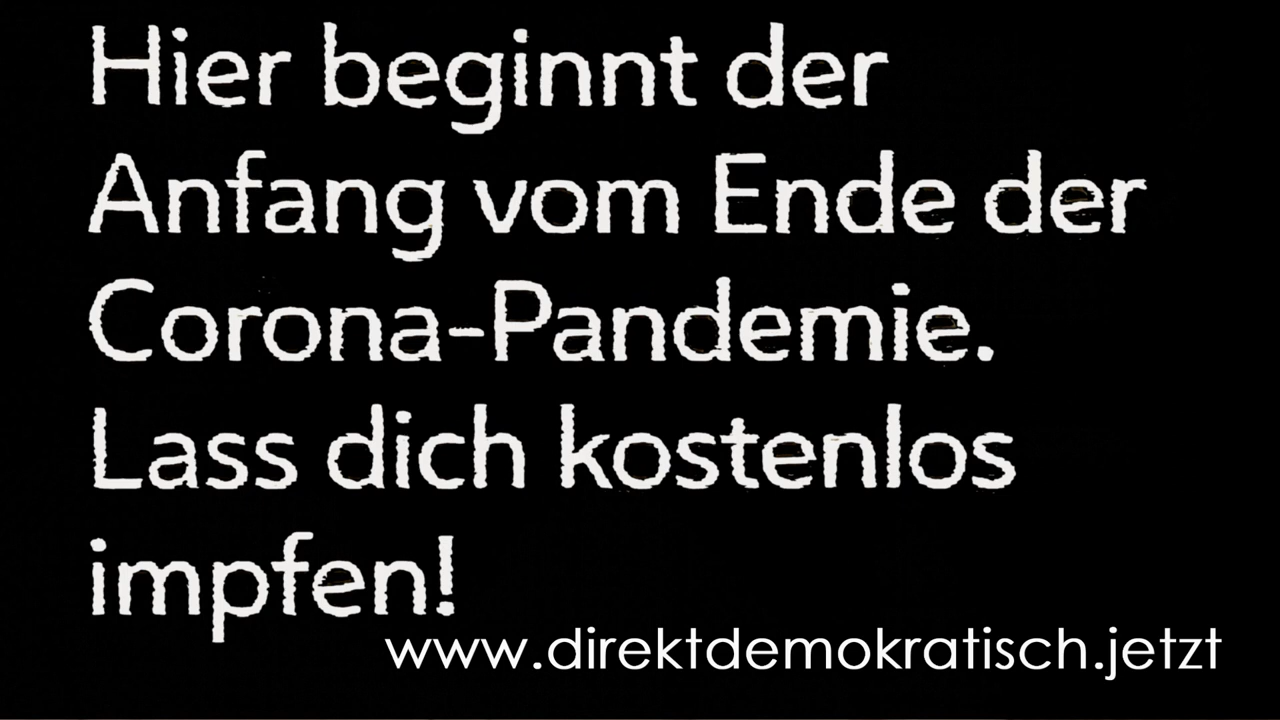 Hier beginnt der
Anfang vom Ende der
Corona-Pandemie.
Lass dich kostenlos
impfen!
www.direktdemokratisch.jetzt